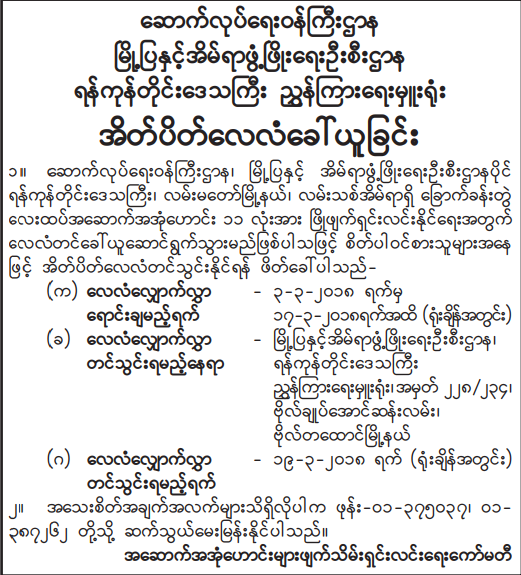 ဆောက်လုပ်ရေးဝန်ကြီးဌာန
မြို့ပြနှင့်အိမ်ရာဖွံ့ဖြိုးရေးဦးစီးဌာန
ရန်ကုန်တိုင်းဒေသကြီး ညွှန်ကြားရေးမှူးရုံး
အိတ်ပိတ်လေလံခေါ်ယူခြင်း
၁။ ဆောက်လုပ်ရေးဝန်ကြီးဌာန၊ မြို့ပြနှင့် အိမ်ရာဖွံ့ဖြိုးရေးဦးစီးဌာနပိုင်
ရန်ကုန်တိုင်းဒေသကြီး၊ လမ်းမတော်မြို့နယ်၊ လမ်းသစ်အိမ်ရာရှိ ခြောက်ခန်းတွဲ
လေးထပ်အဆောက်အအုံဟောင်း ၁၁ လုံးအား ဖြိုဖျက်ရှင်းလင်းနိုင်ရေးအတွက်
လေလံတင်ခေါ်ယူဆောင်ရွက်သွားမည်ဖြစ်ပါသဖြင့် စိတ်ပါဝင်စားသူများအနေ
ဖြင့် အိတ်ပိတ်လေလံတင်သွင်းနိုင်ရန် ဖိတ်ခေါ်ပါသည်-
(က) လေလံလျှောက်လွှာ - ၃-၃-၂၀၁၈ ရက်မှ
ရောင်းချမည့်ရက် ၁၇-၃-၂၀၁၈ရက်အထိ (ရုံးချိန်အတွင်း)
(ခ) လေလံလျှောက်လွှာ - မြို့ပြနှင့်အိမ်ရာဖွံ့ဖြိုးရေးဦးစီးဌာန၊
တင်သွင်းရမည့်နေရာ ရန်ကုန်တိုင်းဒေသကြီး
ညွှန်ကြားရေးမှူးရုံး၊ အမှတ် ၂၂၈/၂၃၄၊
ဗိုလ်ချုပ်အောင်ဆန်းလမ်း၊
ဗိုလ်တထောင်မြို့နယ်
(ဂ) လေလံလျှောက်လွှာ - ၁၉-၃-၂၀၁၈ ရက် (ရုံးချိန်အတွင်း)
တင်သွင်းရမည့်ရက်
၂။ အသေးစိတ်အချက်အလက်များသိရှိလိုပါက ဖုန်း-၀၁-၃၇၅၀၃၇၊ ၀၁-
၃၈၇၂၆၂ တို့သို့ ဆက်သွယ်မေးမြန်းနိုင်ပါသည်။
အဆောက်အအုံဟောင်းများဖျက်သိမ်းရှင်းလင်းရေးကော်မတီ